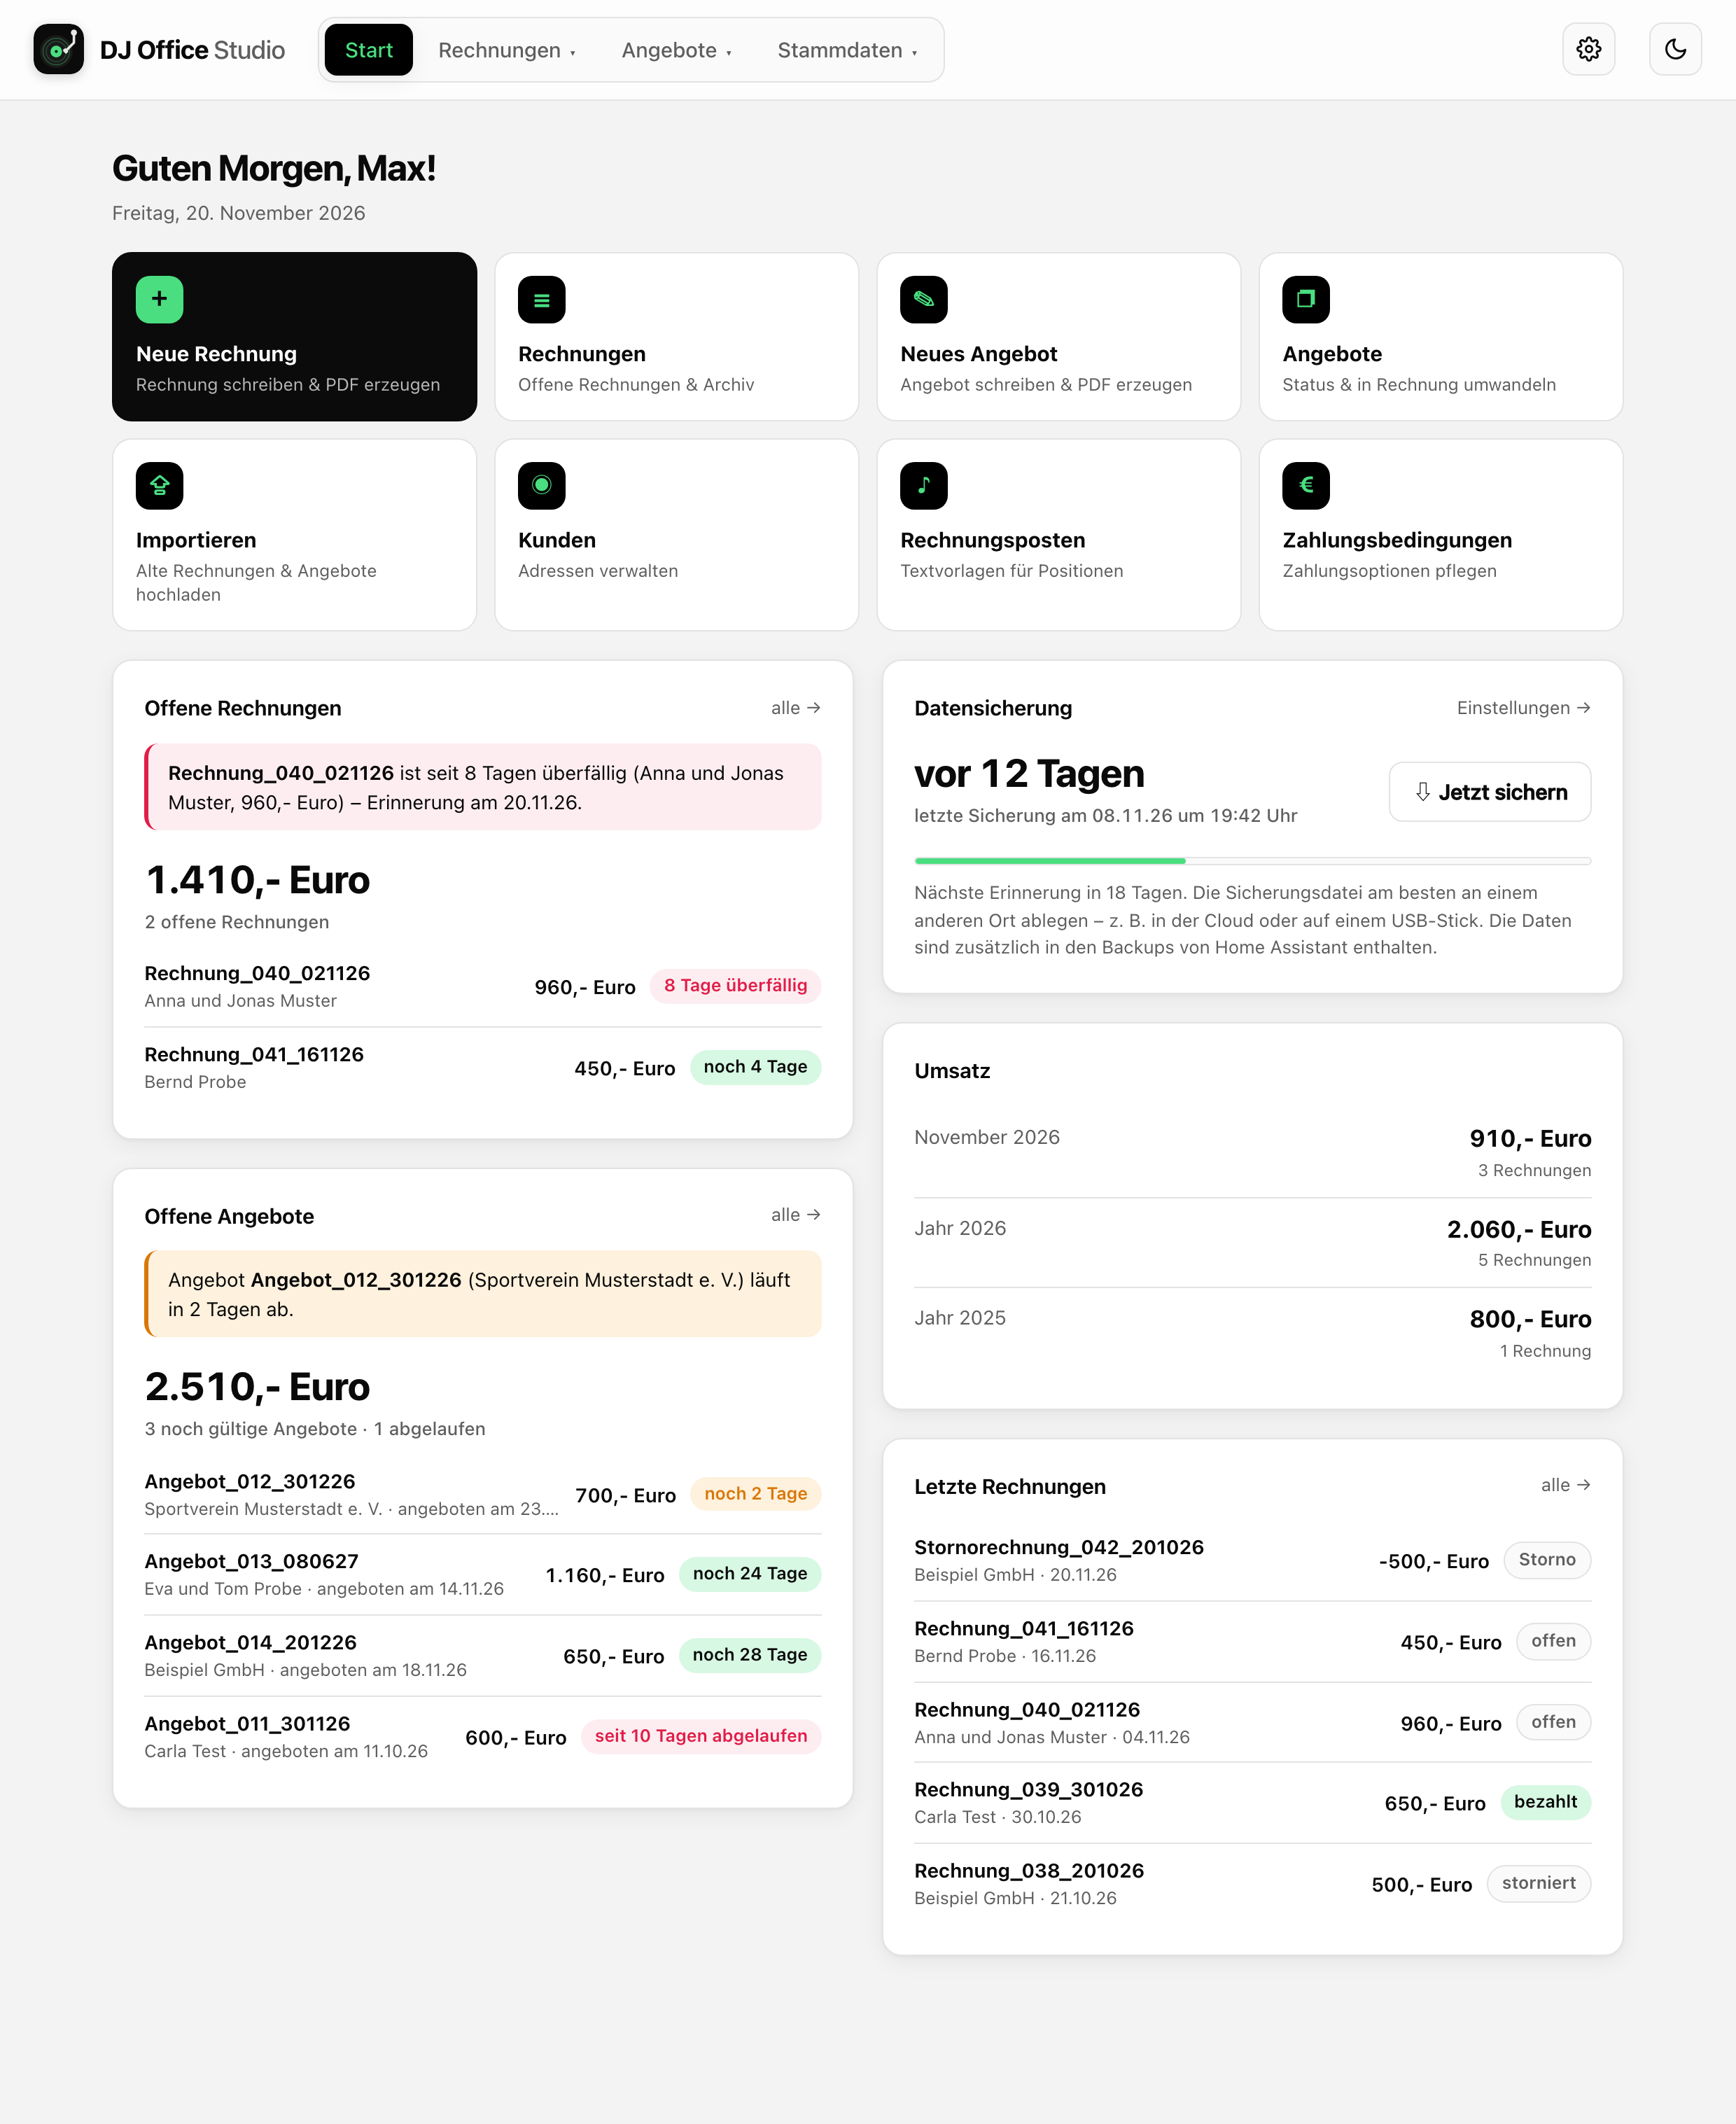 DJ Office Studio
Start
Rechnungen
Angebote
Stammdaten
Guten Morgen, Max!
Freitag, 20. November 2026
Neue Rechnung
Rechnung schreiben & PDF erzeugen
Rechnungen
Offene Rechnungen & Archiv
Neues Angebot
Angebot schreiben & PDF erzeugen
Angebote
Status & in Rechnung umwandeln
Importieren
Alte Rechnungen & Angebote
hochladen
Kunden
Adressen verwalten
Rechnungsposten
Textvorlagen für Positionen
€
Zahlungsbedingungen
Zahlungsoptionen pflegen
Offene Rechnungen
alle →
Rechnung_040_021126 ist seit 8 Tagen überfällig (Anna und Jonas
Muster, 960,- Euro) – Erinnerung am 20.11.26.
1.410,- Euro
2 offene Rechnungen
Rechnung_040_021126
Anna und Jonas Muster
960,- Euro
8 Tage überfällig
Rechnung_041_161126
Bernd Probe
450,- Euro
noch 4 Tage
Offene Angebote
alle →
Angebot Angebot_012_301226 (Sportverein Musterstadt e. V.) läuft
in 2 Tagen ab.
2.510,- Euro
3 noch gültige Angebote · 1 abgelaufen
Angebot_012_301226
Sportverein Musterstadt e. V. · angeboten am 23....
700,- Euro
noch 2 Tage
Angebot_013_080627
Eva und Tom Probe · angeboten am 14.11.26
1.160,- Euro
noch 24 Tage
Angebot_014_201226
Beispiel GmbH · angeboten am 18.11.26
650,- Euro
noch 28 Tage
Angebot_011_301126
Carla Test · angeboten am 11.10.26
600,- Euro
seit 10 Tagen abgelaufen
Datensicherung
Einstellungen →
vor 12 Tagen
letzte Sicherung am 08.11.26 um 19:42 Uhr
⇩ Jetzt sichern
Nächste Erinnerung in 18 Tagen. Die Sicherungsdatei am besten an einem
anderen Ort ablegen – z. B. in der Cloud oder auf einem USB-Stick. Die Daten
sind zusätzlich in den Backups von Home Assistant enthalten.
Umsatz
November 2026
910,- Euro
3 Rechnungen
Jahr 2026
2.060,- Euro
5 Rechnungen
Jahr 2025
800,- Euro
1 Rechnung
Letzte Rechnungen
alle →
Stornorechnung_042_201026
Beispiel GmbH · 20.11.26
-500,- Euro
Storno
Rechnung_041_161126
Bernd Probe · 16.11.26
450,- Euro
offen
Rechnung_040_021126
Anna und Jonas Muster · 04.11.26
960,- Euro
offen
Rechnung_039_301026
Carla Test · 30.10.26
650,- Euro
bezahlt
Rechnung_038_201026
Beispiel GmbH · 21.10.26
500,- Euro
storniert